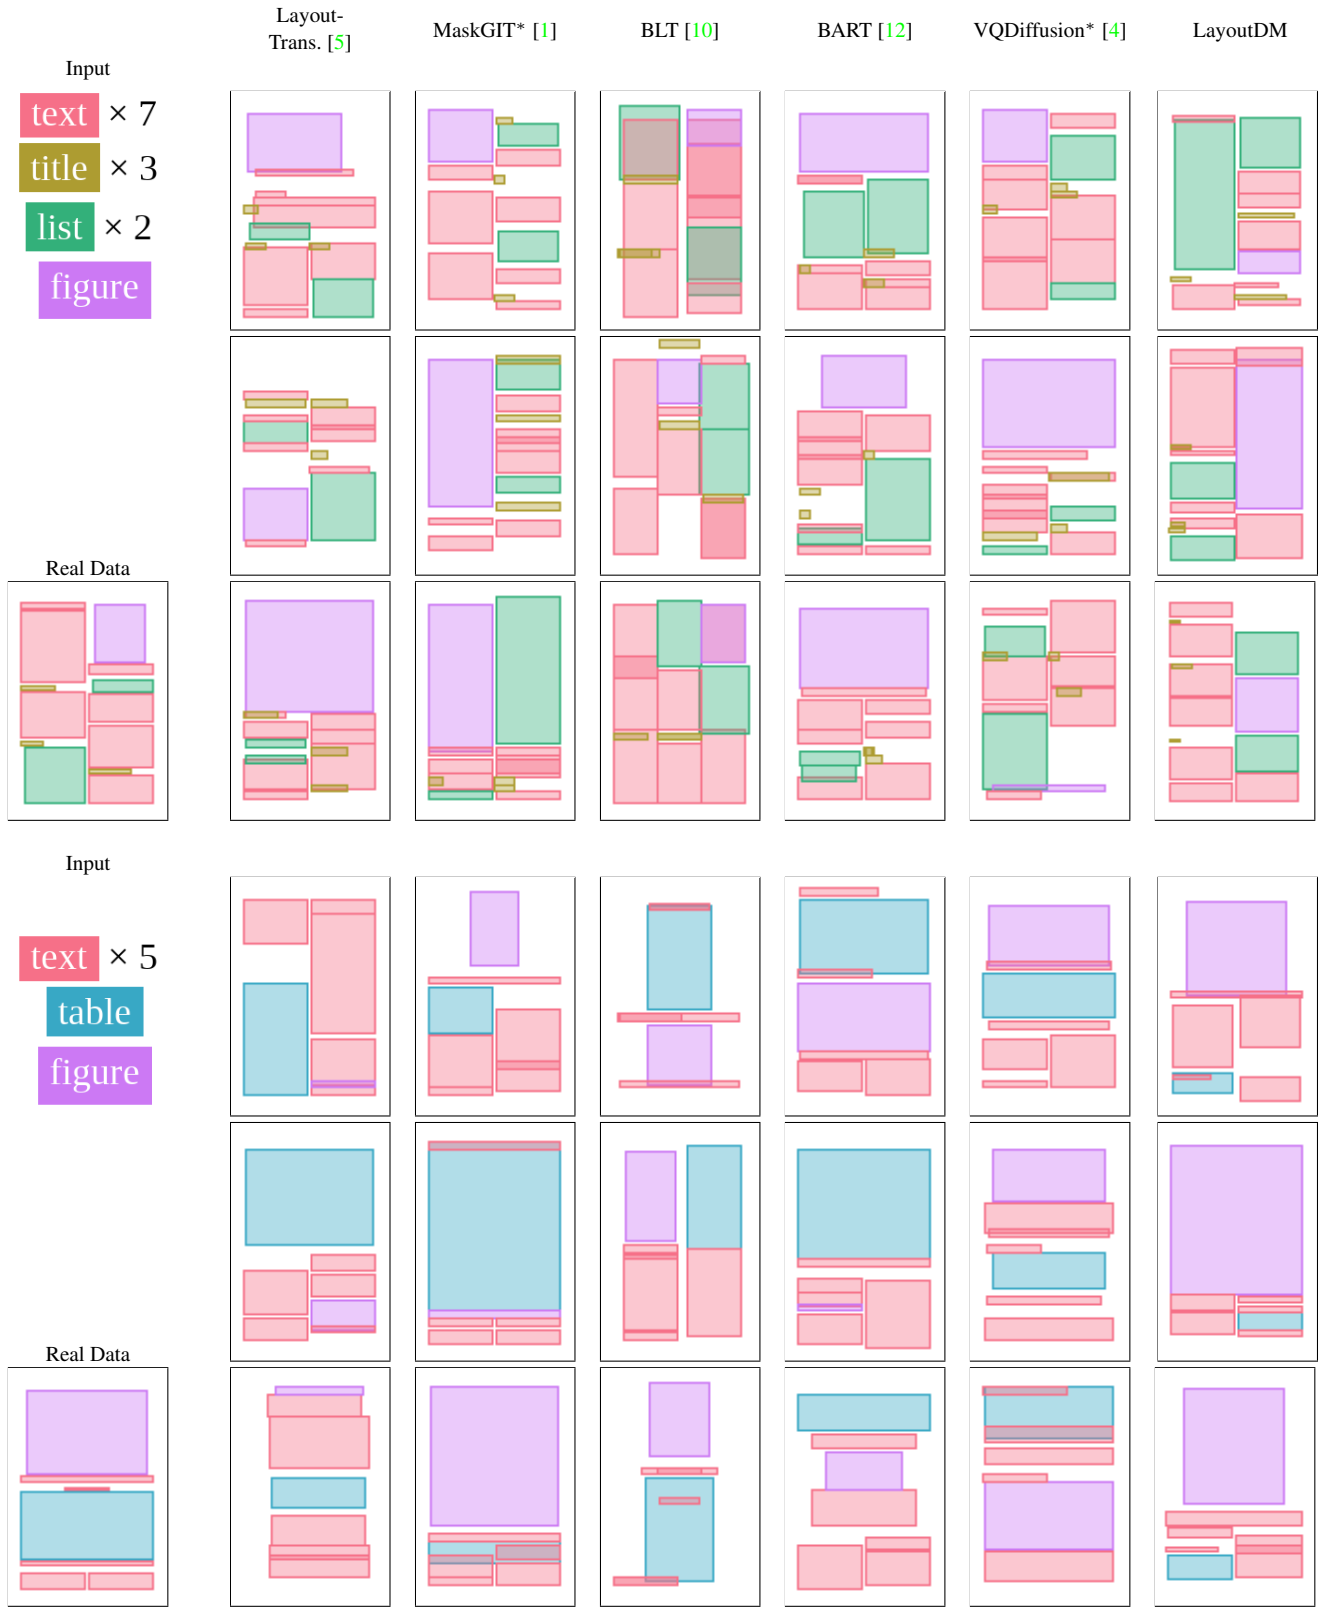 Layout-
Trans. [5]
MaskGIT* [1]
BLT [10]
BART [12]
VQDiffusion* [4]
LayoutDM
Input
text × 7
title × 3
list × 2
figure
Real Data
Input
text × 5
table
figure
Real Data